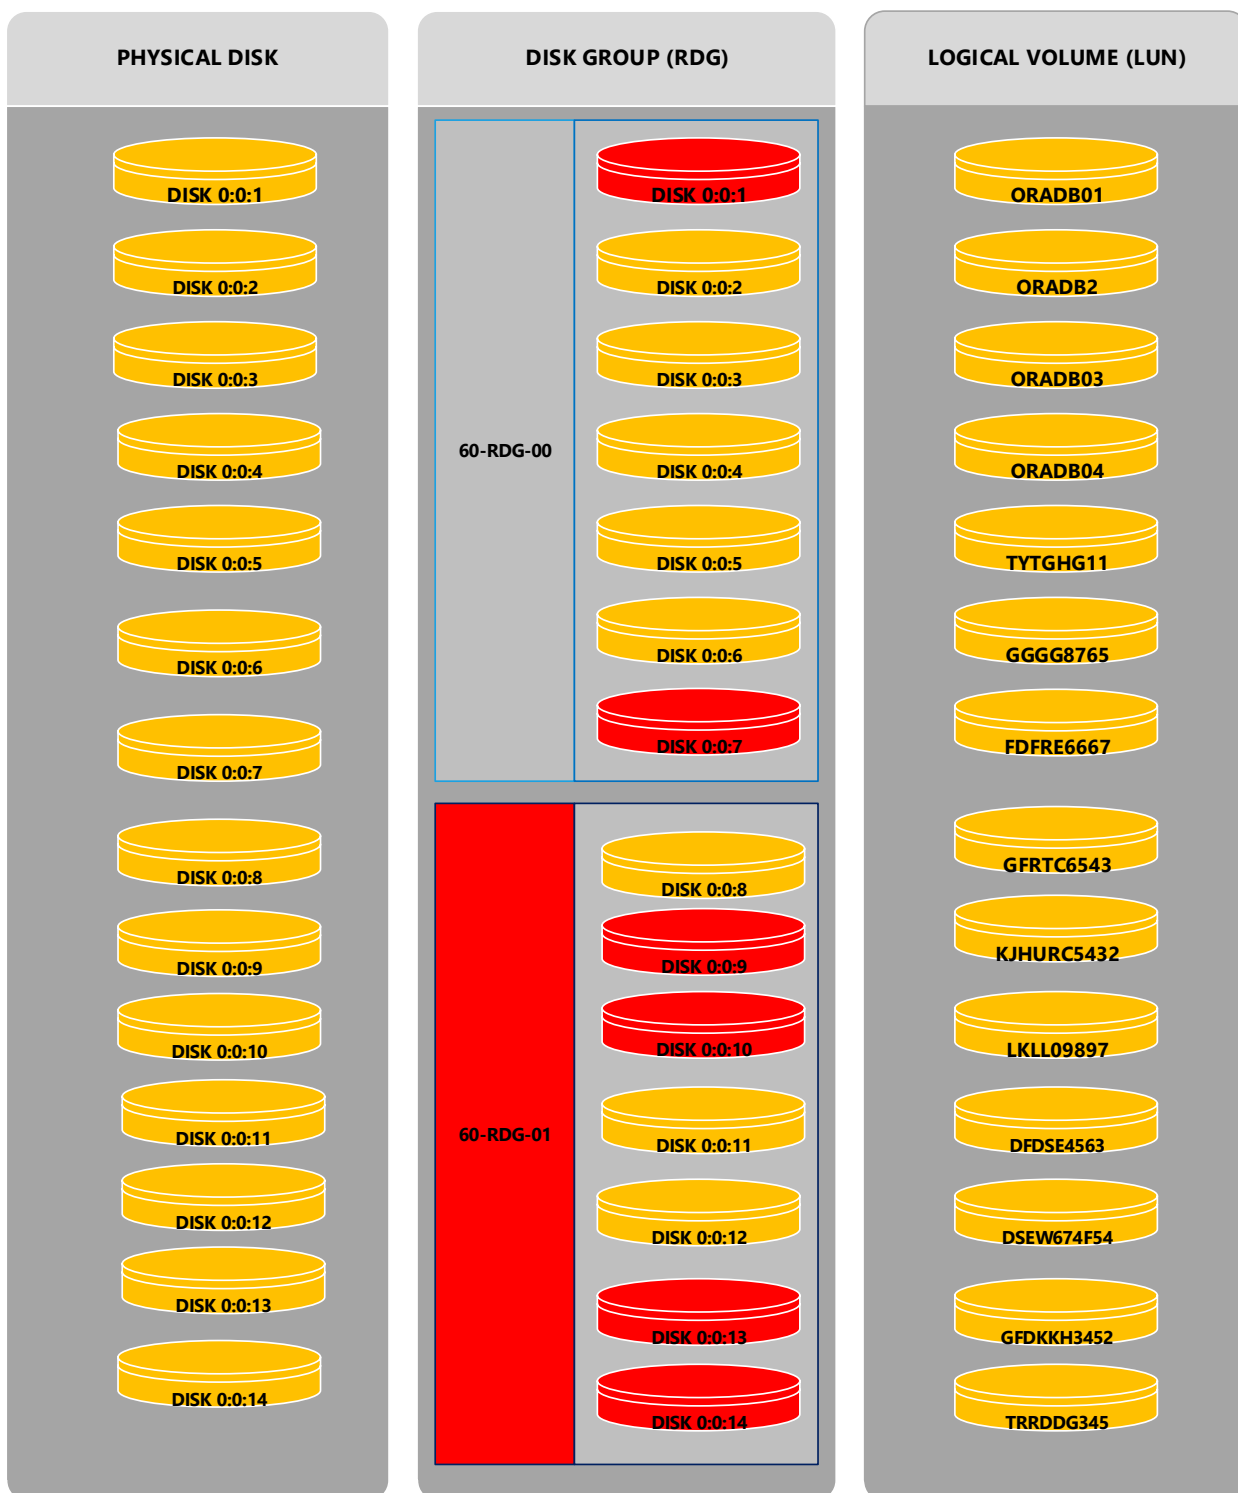 PHYSICAL DISK
DISK 0:0:1
DISK 0:0:2
DISK 0:0:3
DISK 0:0:4
DISK 0:0:5
DISK 0:0:6
DISK 0:0:7
DISK 0:0:8
DISK 0:0:9
DISK 0:0:10
DISK 0:0:11
DISK 0:0:12
DISK 0:0:13
DISK 0:0:14
DISK GROUP (RDG)
60-RDG-00
DISK 0:0:1
DISK 0:0:2
DISK 0:0:3
DISK 0:0:4
DISK 0:0:5
DISK 0:0:6
DISK 0:0:7
60-RDG-01
DISK 0:0:8
DISK 0:0:9
DISK 0:0:10
DISK 0:0:11
DISK 0:0:12
DISK 0:0:13
DISK 0:0:14
LOGICAL VOLUME (LUN)
ORADB01
ORADB2
ORADB03
ORADB04
TYTGHG11
GGGG8765
FDFRE6667
GFRTC6543
KJHURC5432
LKLL09897
DFDSE4563
DSEW674F54
GFDKKH3452
TRRDDG345